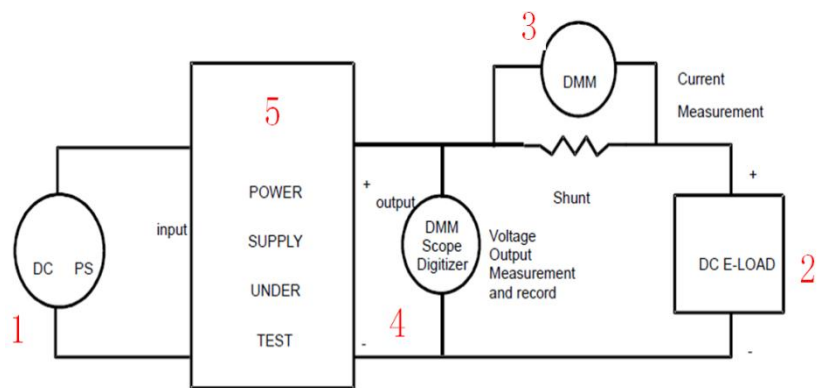 3
DMM
Current
Measurement
5
Shunt
POWER
SUPPLY
UNDER
TEST
input
+
output
-
DMM
Scope
Digitizer
Voltage
Output
Measurement
and record
4
+
DC E-LOAD
-
2
DC PS
1